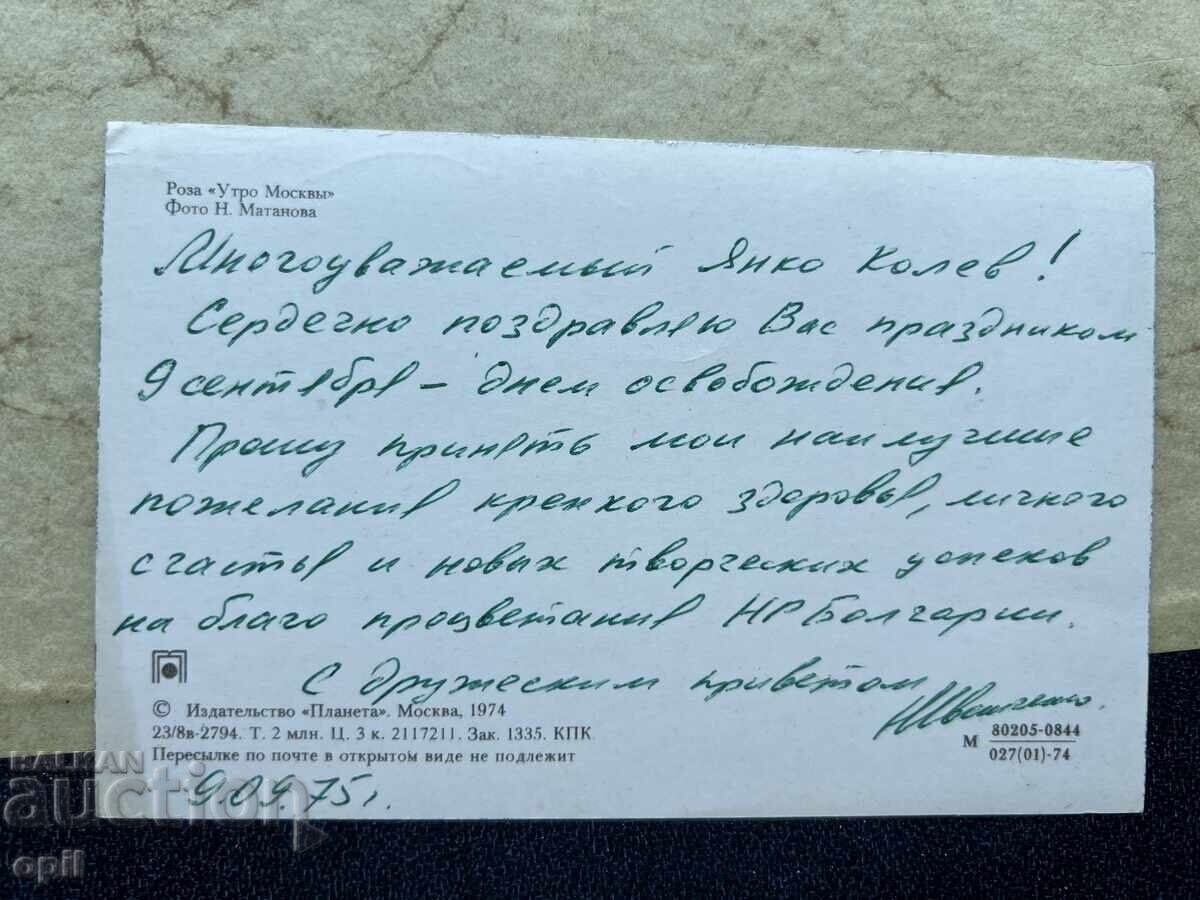 Роза «Утро Москвы»
Фото Н. Матанова
Многоуважаемый Янко Колев!
Сердечно поздравляю Вас праздником
9 сентября – днем освобождения.
Прошу принять мои наилучшие
пожелания крепкого здоровья, личного
счастья и новых творческих успехов
на благо процветания НР Болгарии.
С дружеским приветом
© Издательство «Планета». Москва, 1974
23/8в-2794. Т. 2 млн. Ц. 3 к. 2117211. Зак. 1335. КПК
Пересылке по почте в открытом виде не подлежит
М 80205-0844
027(01)-74
9.09.75 г.
BALKAN
auction
opil